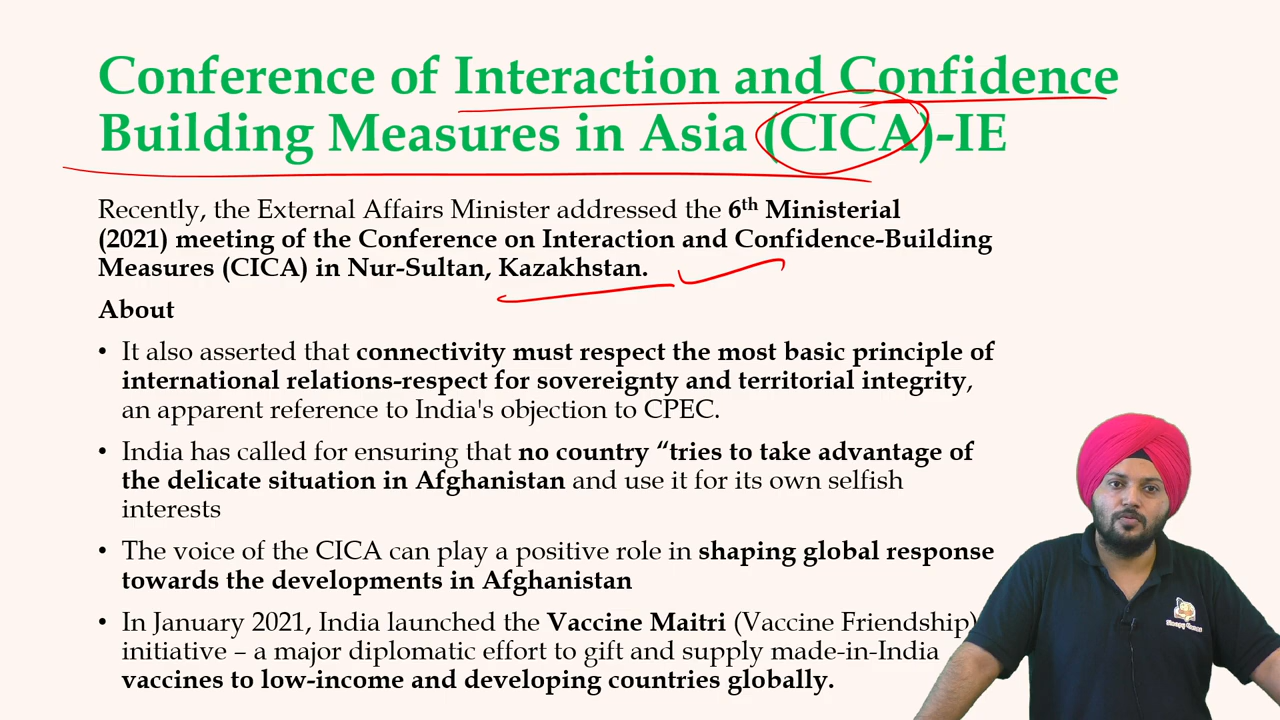 Conference of Interaction and Confidence
Building Measures in Asia (CICA)-IE
Recently, the External Affairs Minister addressed the 6th Ministerial
(2021) meeting of the Conference on Interaction and Confidence-Building
Measures (CICA) in Nur-Sultan, Kazakhstan.
About
• It also asserted that connectivity must respect the most basic principle of
international relations-respect for sovereignty and territorial integrity,
an apparent reference to India's objection to CPEC.
• India has called for ensuring that no country “tries to take advantage of
the delicate situation in Afghanistan and use it for its own selfish
interests
• The voice of the CICA can play a positive role in shaping global response
towards the developments in Afghanistan
• In January 2021, India launched the Vaccine Maitri (Vaccine Friendship)
initiative – a major diplomatic effort to gift and supply made-in-India
vaccines to low-income and developing countries globally.